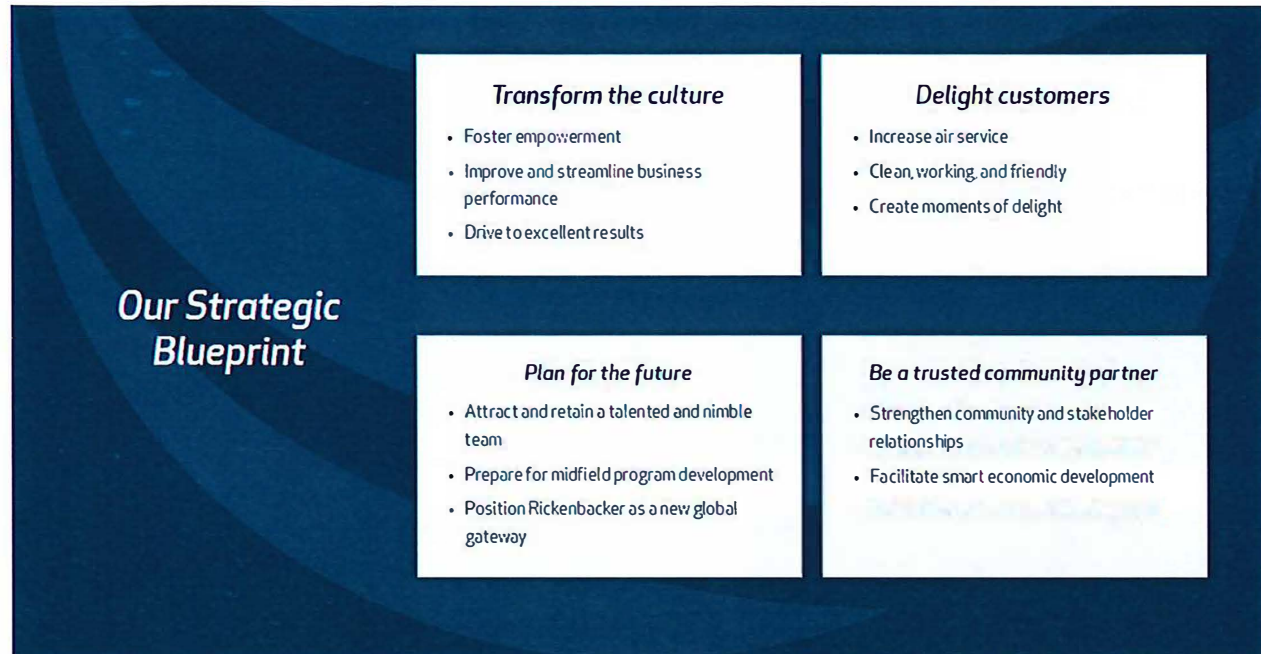 Our Strategic
Blueprint
Transform the culture
• Foster empowerment
• Improve and streamline business
performance
• Drive to excellent results
Delight customers
• Increase air service
• Clean, working, and friendly
• Create moments of delight
Plan for the future
• Attract and retain a talented and nimble
team
• Prepare for midfield program development
• Position Rickenbacker as a new global
gateway
Be a trusted community partner
• Strengthen community and stakeholder
relationships
• Facilitate smart economic development